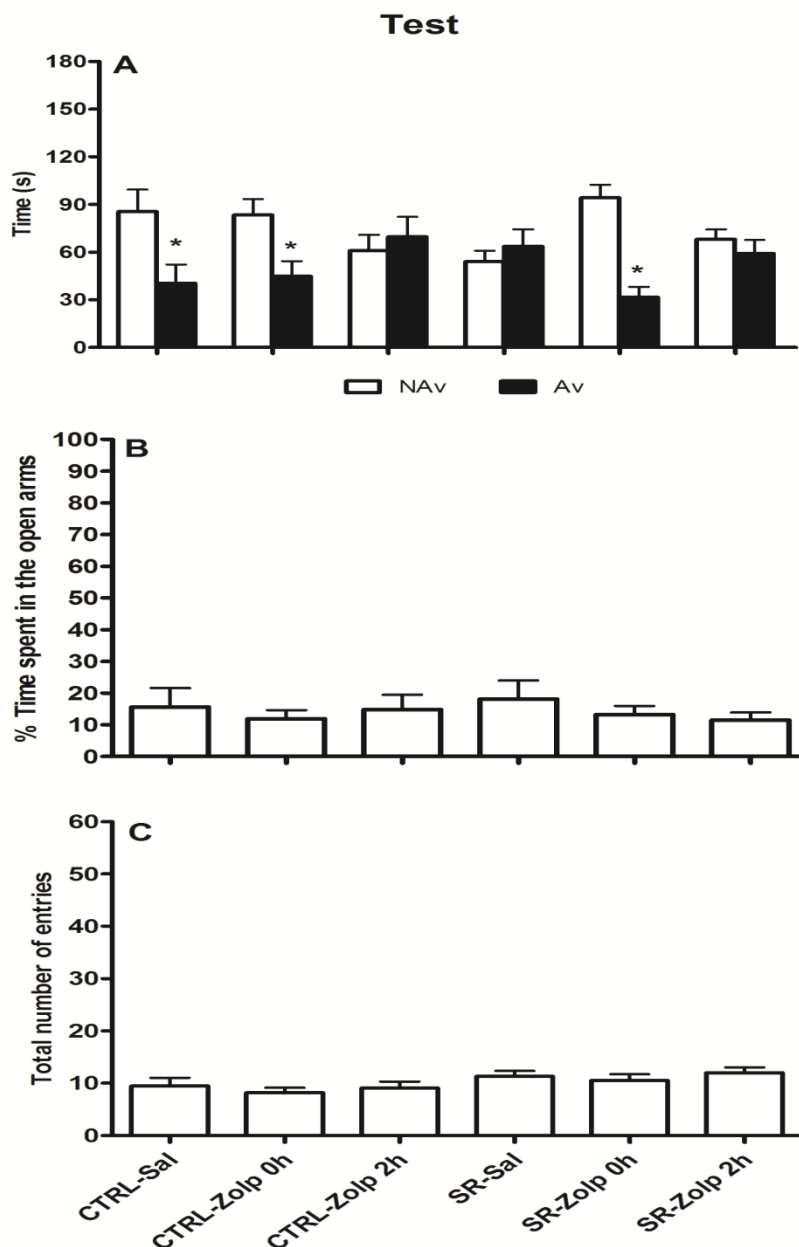 Test
A
180
150
120
90
60
30
0
Time (s)
*
*
*
NAv Av
B
100
90
80
70
60
50
40
30
20
10
0
% Time spent in the open arms
C
60
50
40
30
20
10
0
Total number of entries
CTRL-Sal
CTRL-Zolp 0h
CTRL-Zolp 2h
SR-Sal
SR-Zolp 0h
SR-Zolp 2h